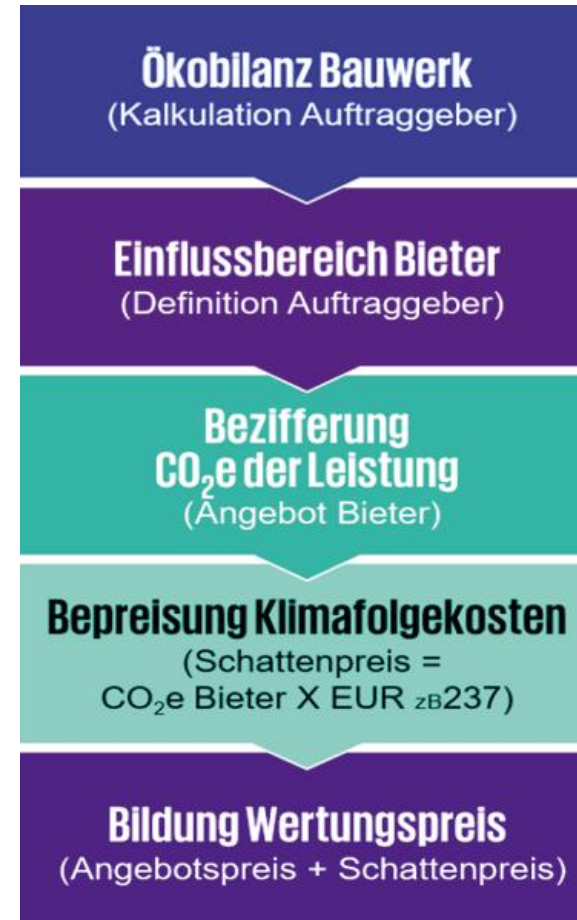 Ökobilanz Bauwerk
(Kalkulation Auftraggeber)
Einflussbereich Bieter
(Definition Auftraggeber)
Bezifferung
CO₂e der Leistung
(Angebot Bieter)
Bepreisung Klimafolgekosten
(Schattenpreis =
CO₂e Bieter X EUR zB237)
Bildung Wertungspreis
(Angebotspreis + Schattenpreis)